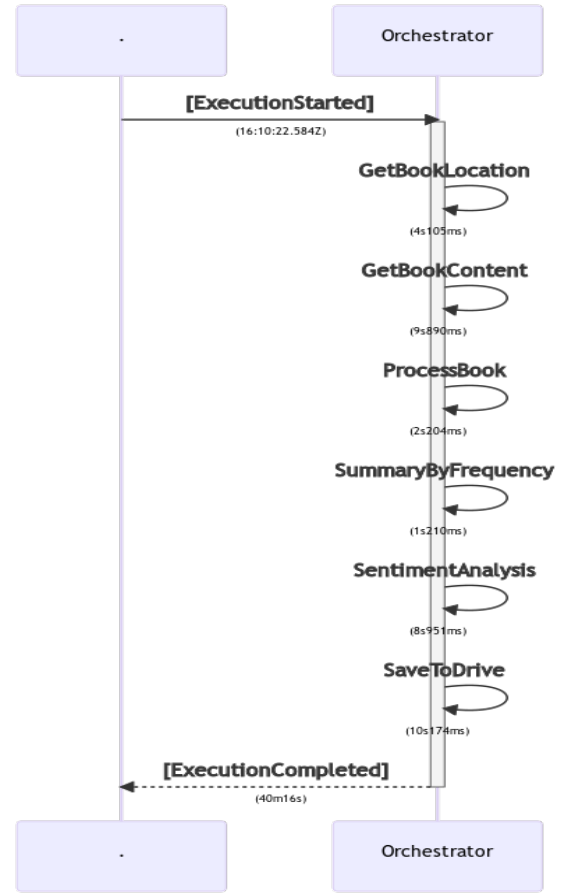 .
Orchestrator
[ExecutionStarted]
(16:10:22.584Z)
GetBookLocation
(4s105ms)
GetBookContent
(9s890ms)
ProcessBook
(2s204ms)
SummaryByFrequency
(1s210ms)
SentimentAnalysis
(8s951ms)
SaveToDrive
(10s174ms)
[ExecutionCompleted]
(40m16s)
.
Orchestrator